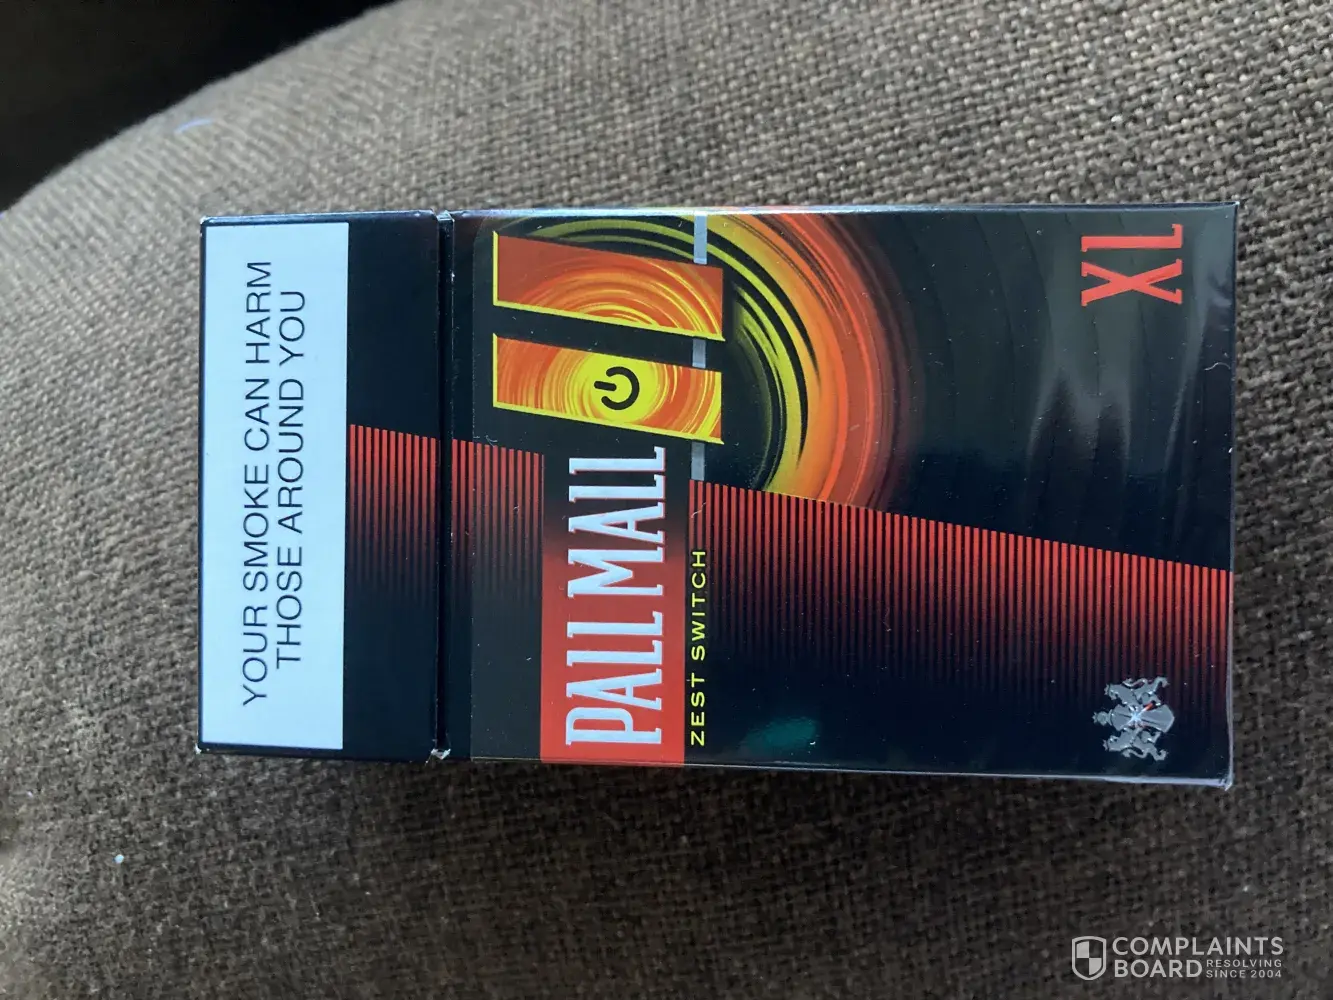 YOUR SMOKE CAN HARM
THOSE AROUND YOU
PALL MALL
ZEST SWITCH
XL
COMPLAINTS
BOARD RESOLVING
SINCE 2004